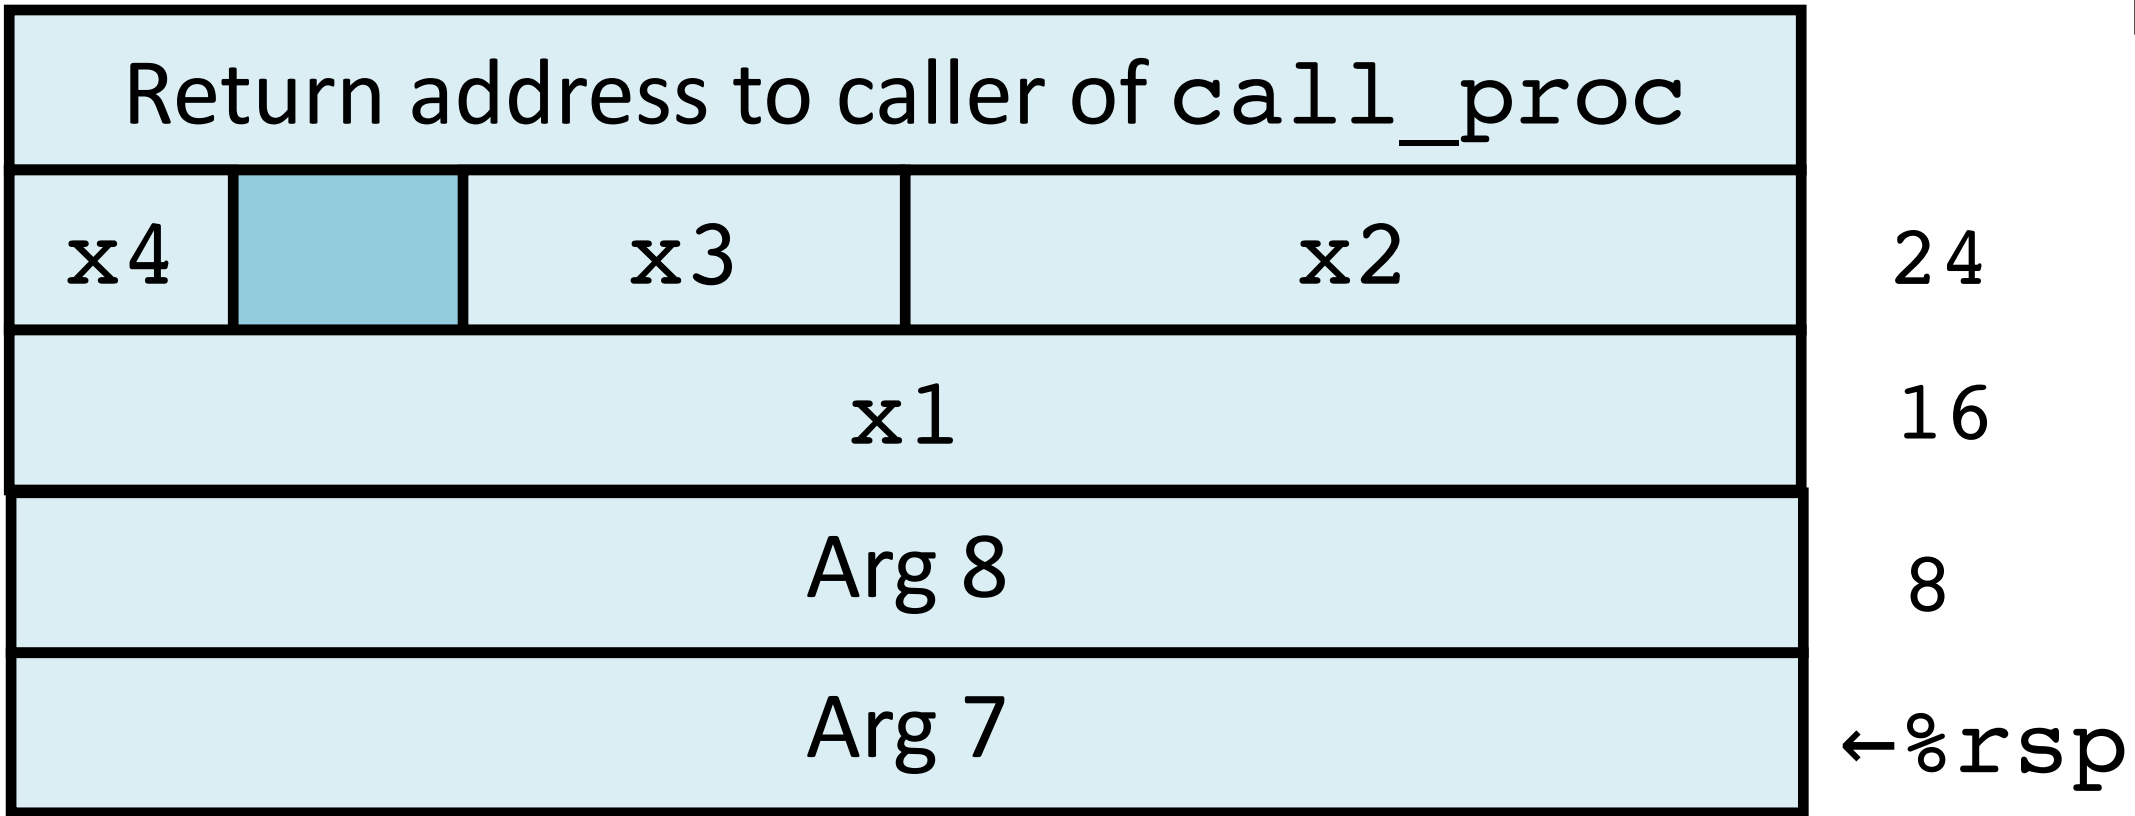 Return address to caller of call_proc
x4 x3 x2 24
x1 16
Arg 8 8
Arg 7 ←%rsp